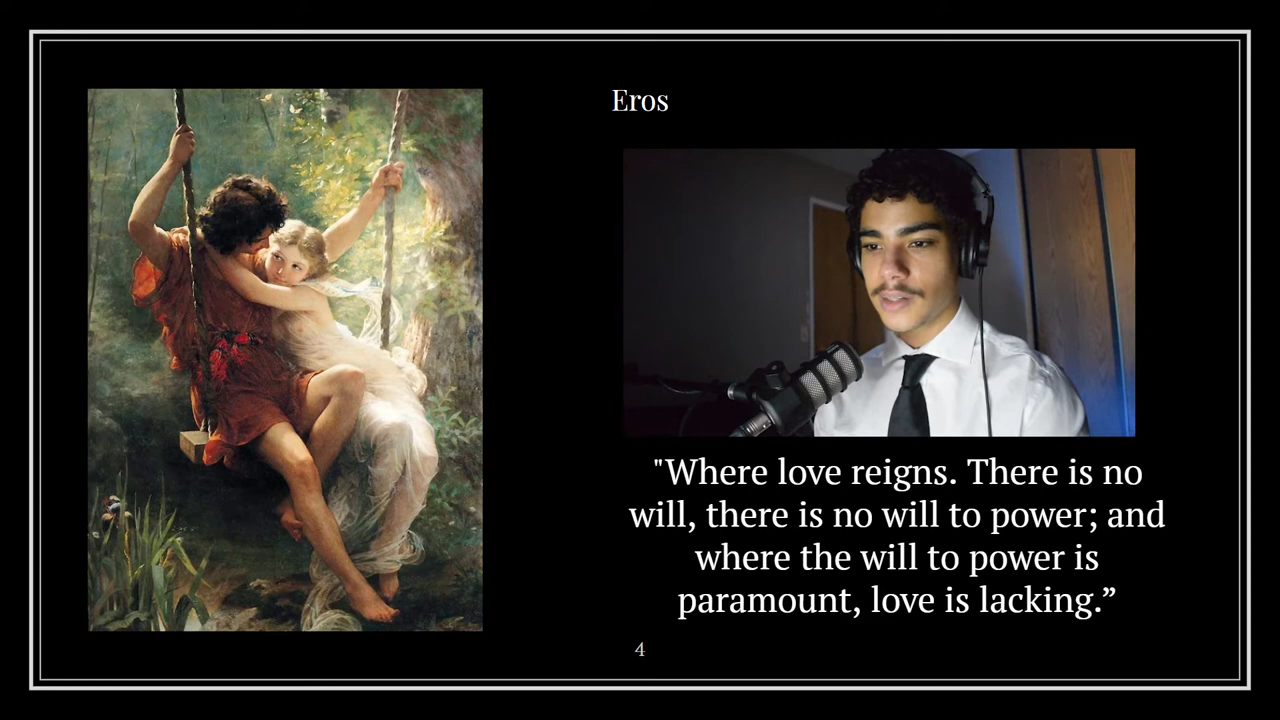 Eros
"Where love reigns. There is no
will, there is no will to power; and
where the will to power is
paramount, love is lacking.”
4